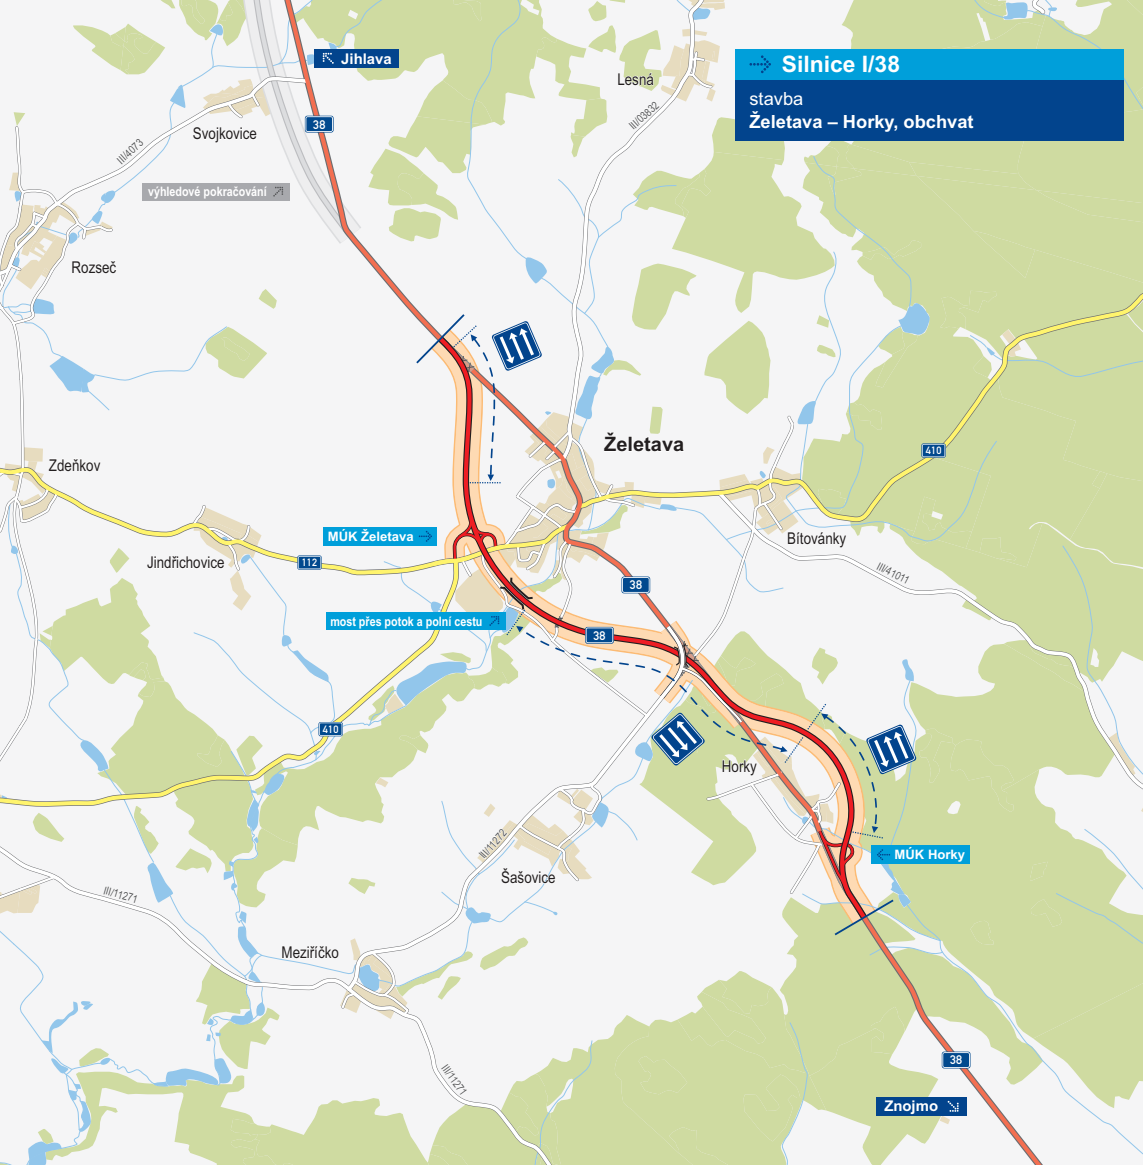 Jihlava
Silnice I/38
stavba
Želetava – Horky, obchvat
Lesná
III/03832
38
Svojkovice
III/4073
výhledové pokračování
Rozseč
Želetava
410
Zdeňkov
MÚK Želetava
Bítovánky
Jindřichovice
112
III/41011
38
most přes potok a polní cestu
38
410
Horky
III/11272
MÚK Horky
Šašovice
III/11271
Meziříčko
38
III/11271
Znojmo